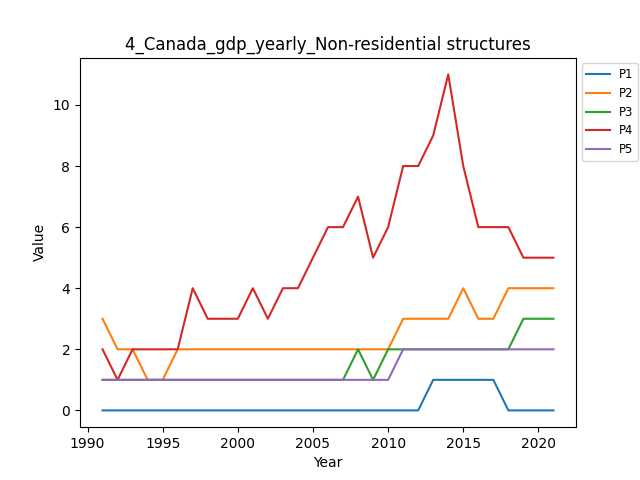 4_Canada_gdp_yearly_Non-residential structures
P1
P2
P3
P4
P5
10
8
6
4
2
0
Value
1990 1995 2000 2005 2010 2015 2020
Year